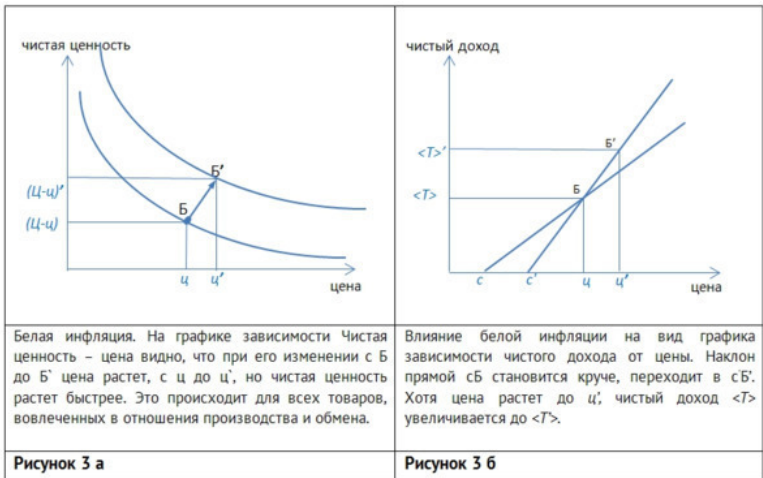 чистая ценность
Б'
(Ц-ц)'
Б
(Ц-ц)
ц
ц'
цена
чистый доход
Б'
<T>'
Б
<T>
с
с'
ц
ц'
цена
Белая инфляция. На графике зависимости Чистая
ценность – цена видно, что при его изменении с Б
до Б` цена растет, с ц до ц`, но чистая ценность
растет быстрее. Это происходит для всех товаров,
вовлеченных в отношения производства и обмена.
Влияние белой инфляции на вид графика
зависимости чистого дохода от цены. Наклон
прямой сБ становится круче, переходит в с'Б'.
Хотя цена растет до ц', чистый доход <T>
увеличивается до <T'>.
Рисунок 3 а
Рисунок 3 б